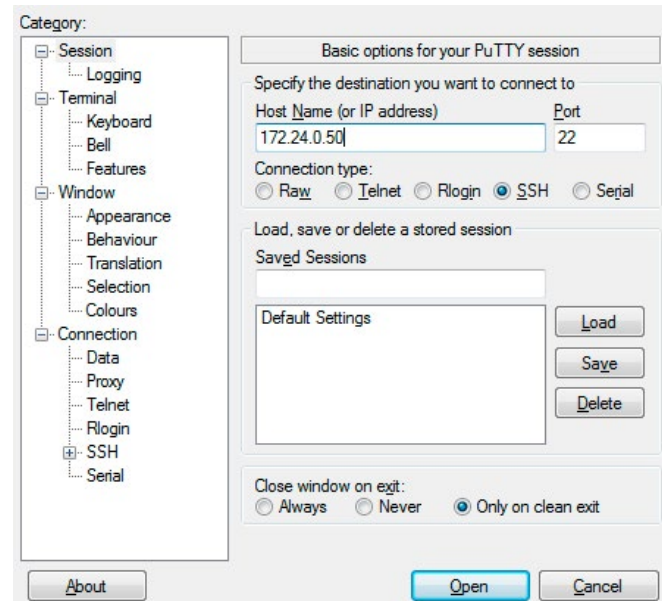 Category:
Session
Logging
Terminal
Keyboard
Bell
Features
Window
Appearance
Behaviour
Translation
Selection
Colours
Connection
Data
Proxy
Telnet
Rlogin
SSH
Serial
Basic options for your PuTTY session
Specify the destination you want to connect to
Host Name (or IP address) Port
172.24.0.50 22
Connection type:
Raw Telnet Rlogin SSH Serial
Load, save or delete a stored session
Saved Sessions
Default Settings
Load
Save
Delete
Close window on exit:
Always Never Only on clean exit
About Open Cancel